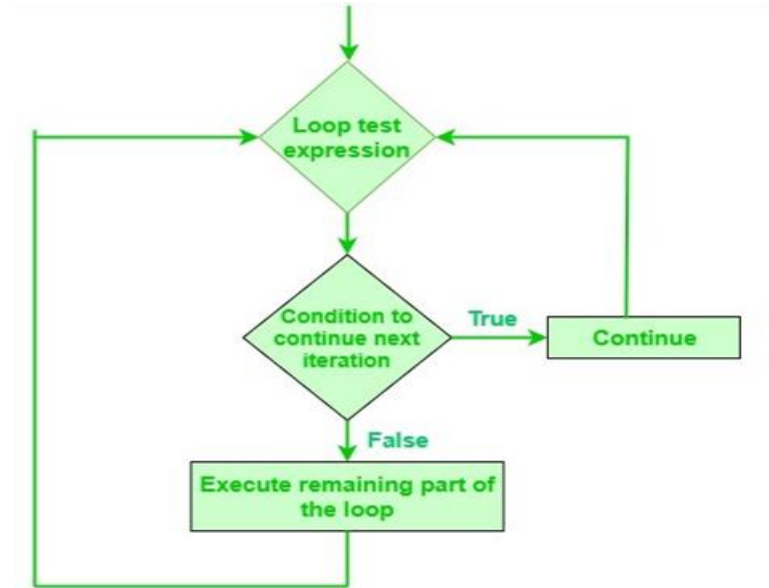 Loop test
expression
Condition to
continue next
iteration
True
Continue
False
Execute remaining part of
the loop